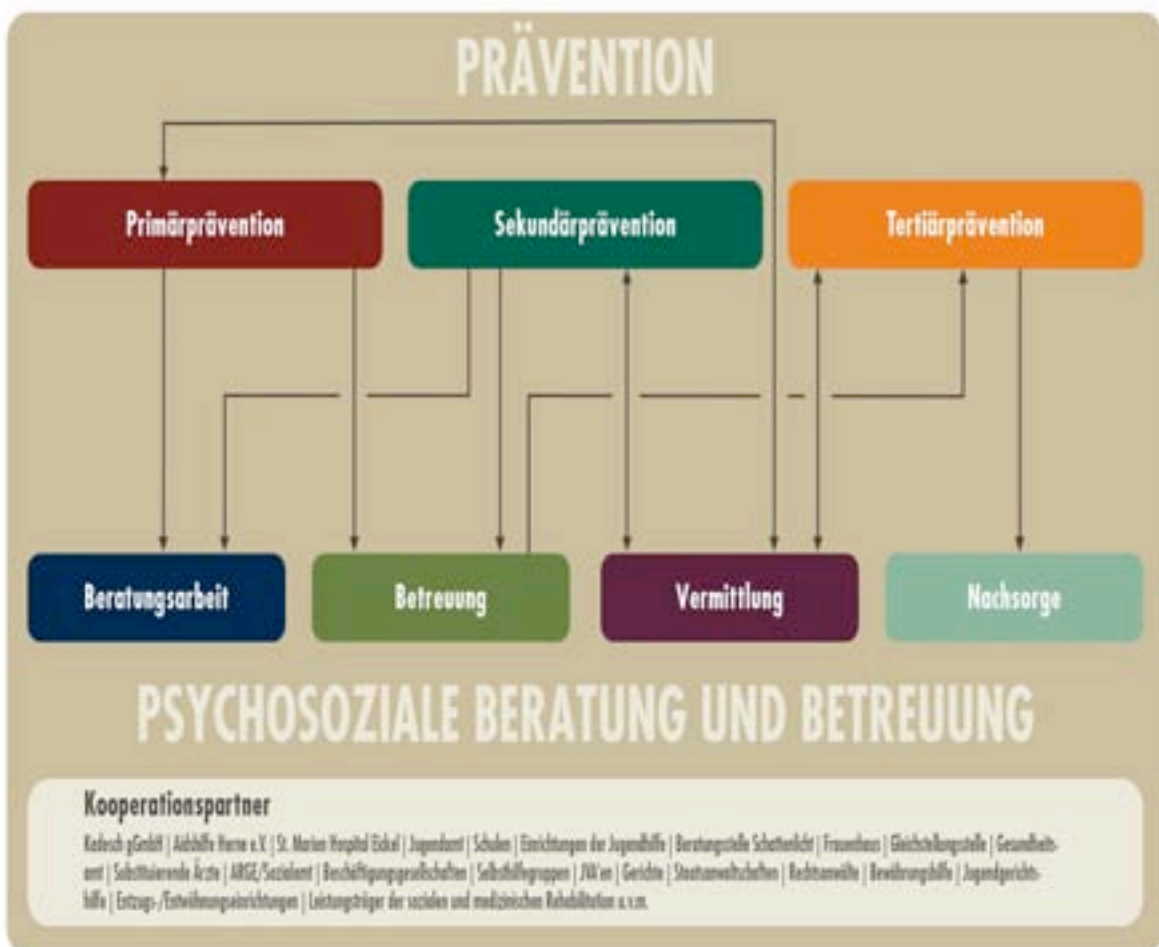 PRÄVENTION
Primärprävention
Sekundärprävention
Tertiärprävention
Beratungsarbeit
Betreuung
Vermittlung
Nachsorge
PSYCHOSOZIALE BERATUNG UND BETREUUNG
Kooperationspartner
Kadesch gGmbH | Aidshilfe Herne e.V. | St. Marien Hospital Eickel | Jugendamt | Schulen | Einrichtungen der Jugendhilfe | Beratungsstelle Schattenlicht | Frauenhaus | Gleichstellungsstelle | Gesundheits-
amt | Substituierende Ärzte | ARGE/Sozialamt | Beschäftigungsgesellschaften | Selbsthilfegruppen | JVA'en | Gerichte | Staatsanwaltschaften | Rechtsanwälte | Bewährungshilfe | Jugendgerichts-
hilfe | Entzugs-/Entwöhnungseinrichtungen | Leistungsträger der sozialen und medizinischen Rehabilitation u.v.m.